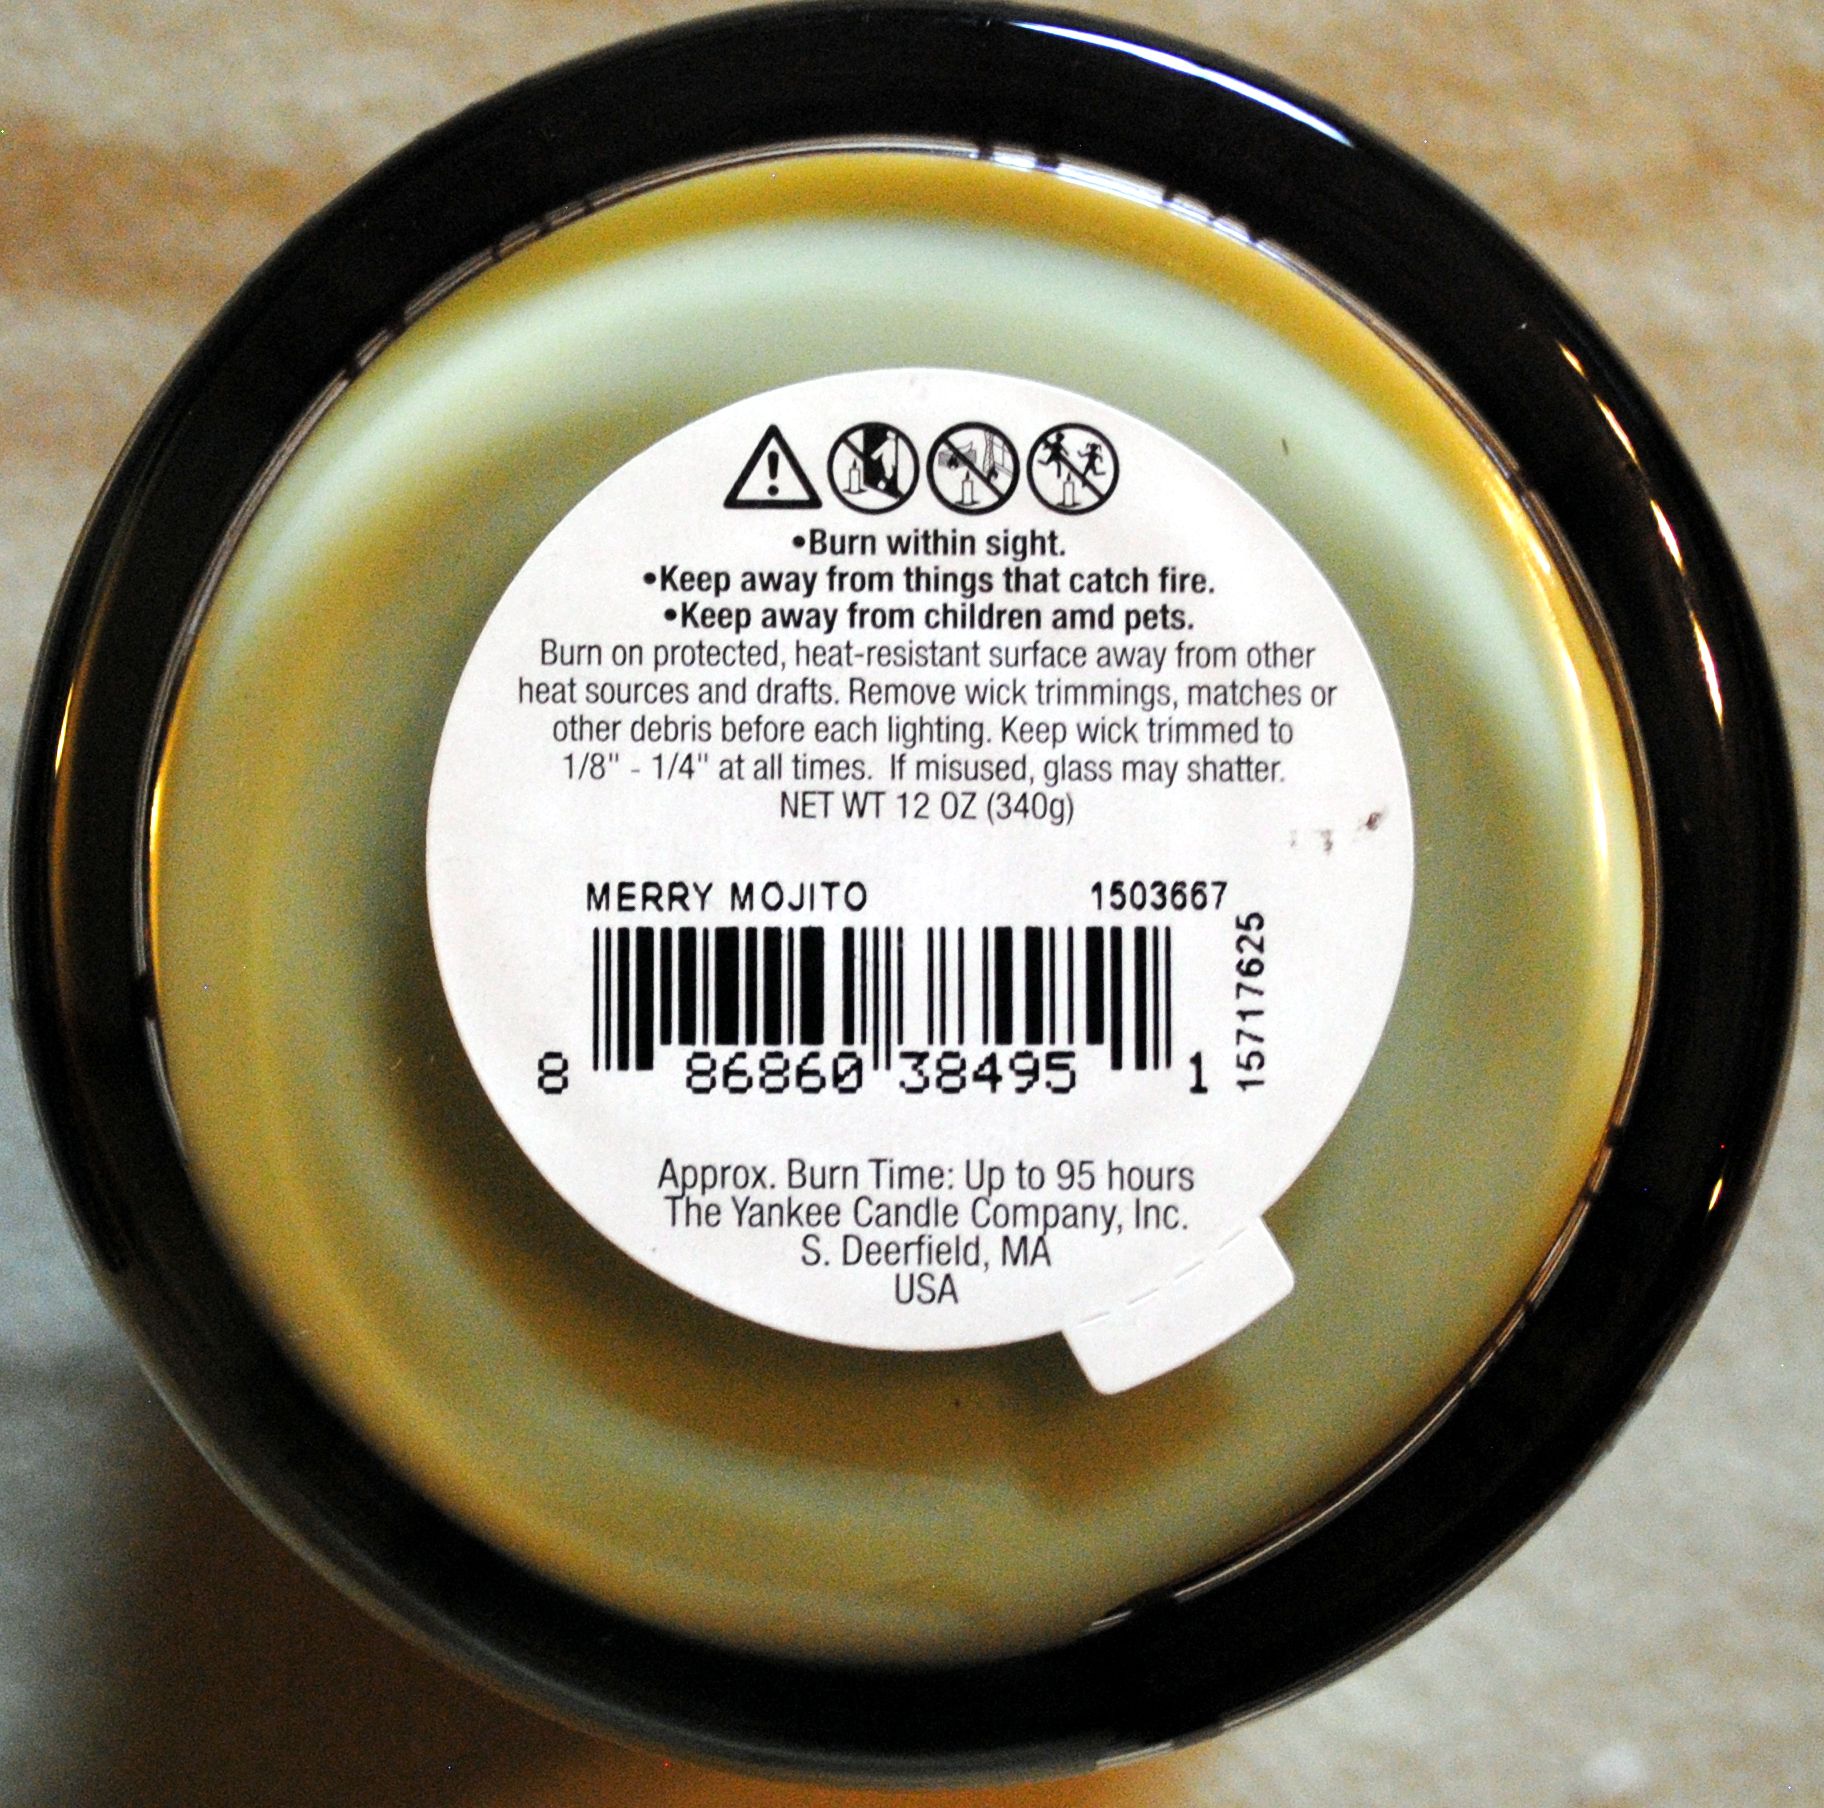 •Burn within sight.
•Keep away from things that catch fire.
•Keep away from children amd pets.
Burn on protected, heat-resistant surface away from other
heat sources and drafts. Remove wick trimmings, matches or
other debris before each lighting. Keep wick trimmed to
1/8" - 1/4" at all times. If misused, glass may shatter.
NET WT 12 OZ (340g)
MERRY MOJITO 1503667
15717625
8 86860 38495 1
Approx. Burn Time: Up to 95 hours
The Yankee Candle Company, Inc.
S. Deerfield, MA
USA